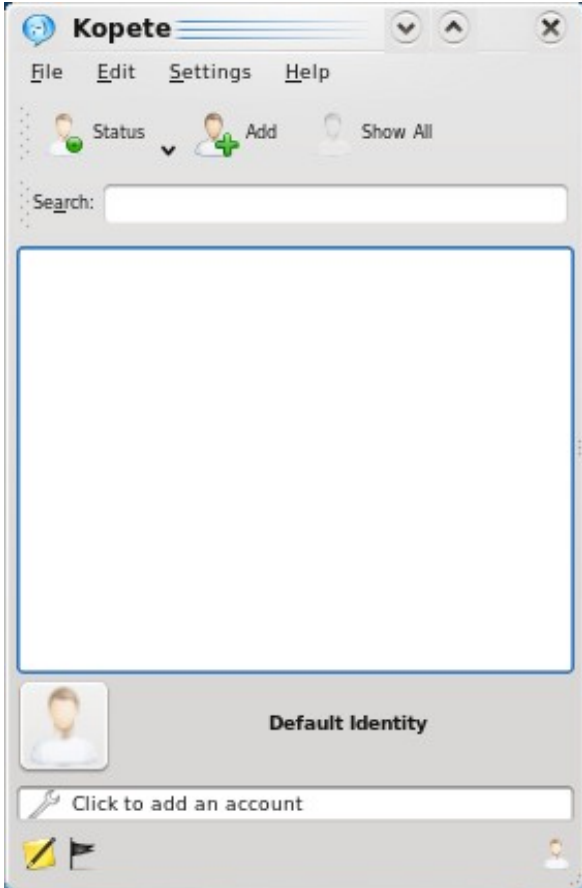 Kopete
File Edit Settings Help
Status Add Show All
Search:
Default Identity
Click to add an account